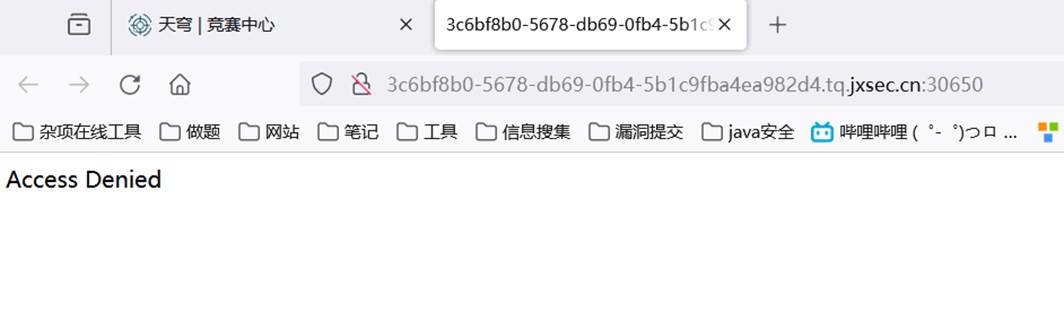 天穹 | 竞赛中心
3c6bf8b0-5678-db69-0fb4-5b1c9
3c6bf8b0-5678-db69-0fb4-5b1c9fba4ea982d4.tq.jxsec.cn:30650
杂项在线工具 做题 网站 笔记 工具 信息搜集 漏洞提交 java安全 哔哩哔哩 ( ゜- ゜)つロ ...
Access Denied